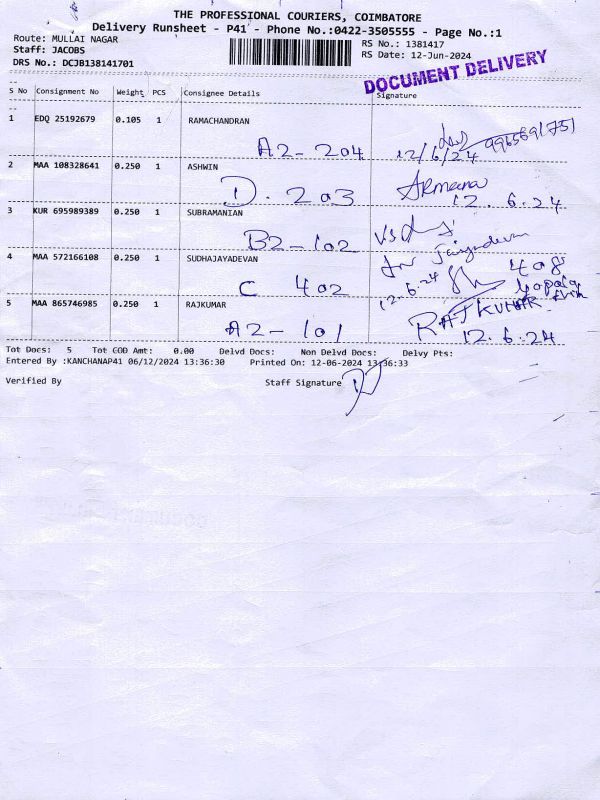 THE PROFESSIONAL COURIERS, COIMBATORE
Delivery Runsheet - P41 - Phone No.:0422-3505555 - Page No.:1
Route: MULLAI NAGAR
RS No.: 1381417
Staff: JACOBS
RS Date: 12-Jun-2024
DRS No.: DCJB138141701
DOCUMENT DELIVERY
S No Consignment No Weight PCS Consignee Details Signature
1 EDQ 25192679 0.105 1 RAMACHANDRAN
A2-204 12/6/24
2 MAA 108328641 0.250 1 ASHWIN
D. 203 12.6.24
3 KUR 695989389 0.250 1 SUBRAMANIAN
B2-102
4 MAA 572166108 0.250 1 SUDHAJAYADEVAN
C 402 12.6.24 408
5 MAA 865746985 0.250 1 RAJKUMAR RAJKUMAR
A2-101 12.6.24
Tot Docs: 5 Tot COD Amt: 0.00 Delvd Docs: Non Delvd Docs: Delvy Pts:
Entered By :KANCHANAP41 06/12/2024 13:36:30 Printed On: 12-06-2024 13:36:33
Verified By Staff Signature